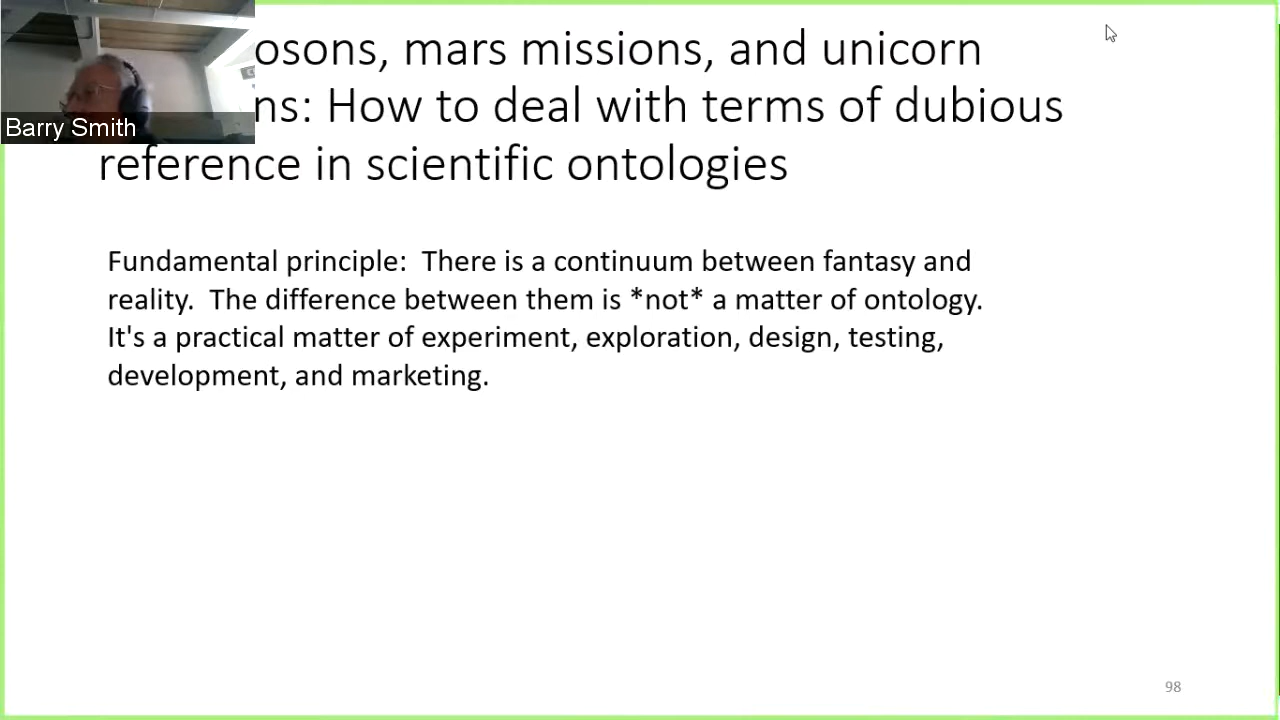 osons, mars missions, and unicorn
ns: How to deal with terms of dubious
reference in scientific ontologies
Barry Smith
Fundamental principle: There is a continuum between fantasy and
reality. The difference between them is *not* a matter of ontology.
It's a practical matter of experiment, exploration, design, testing,
development, and marketing.
98